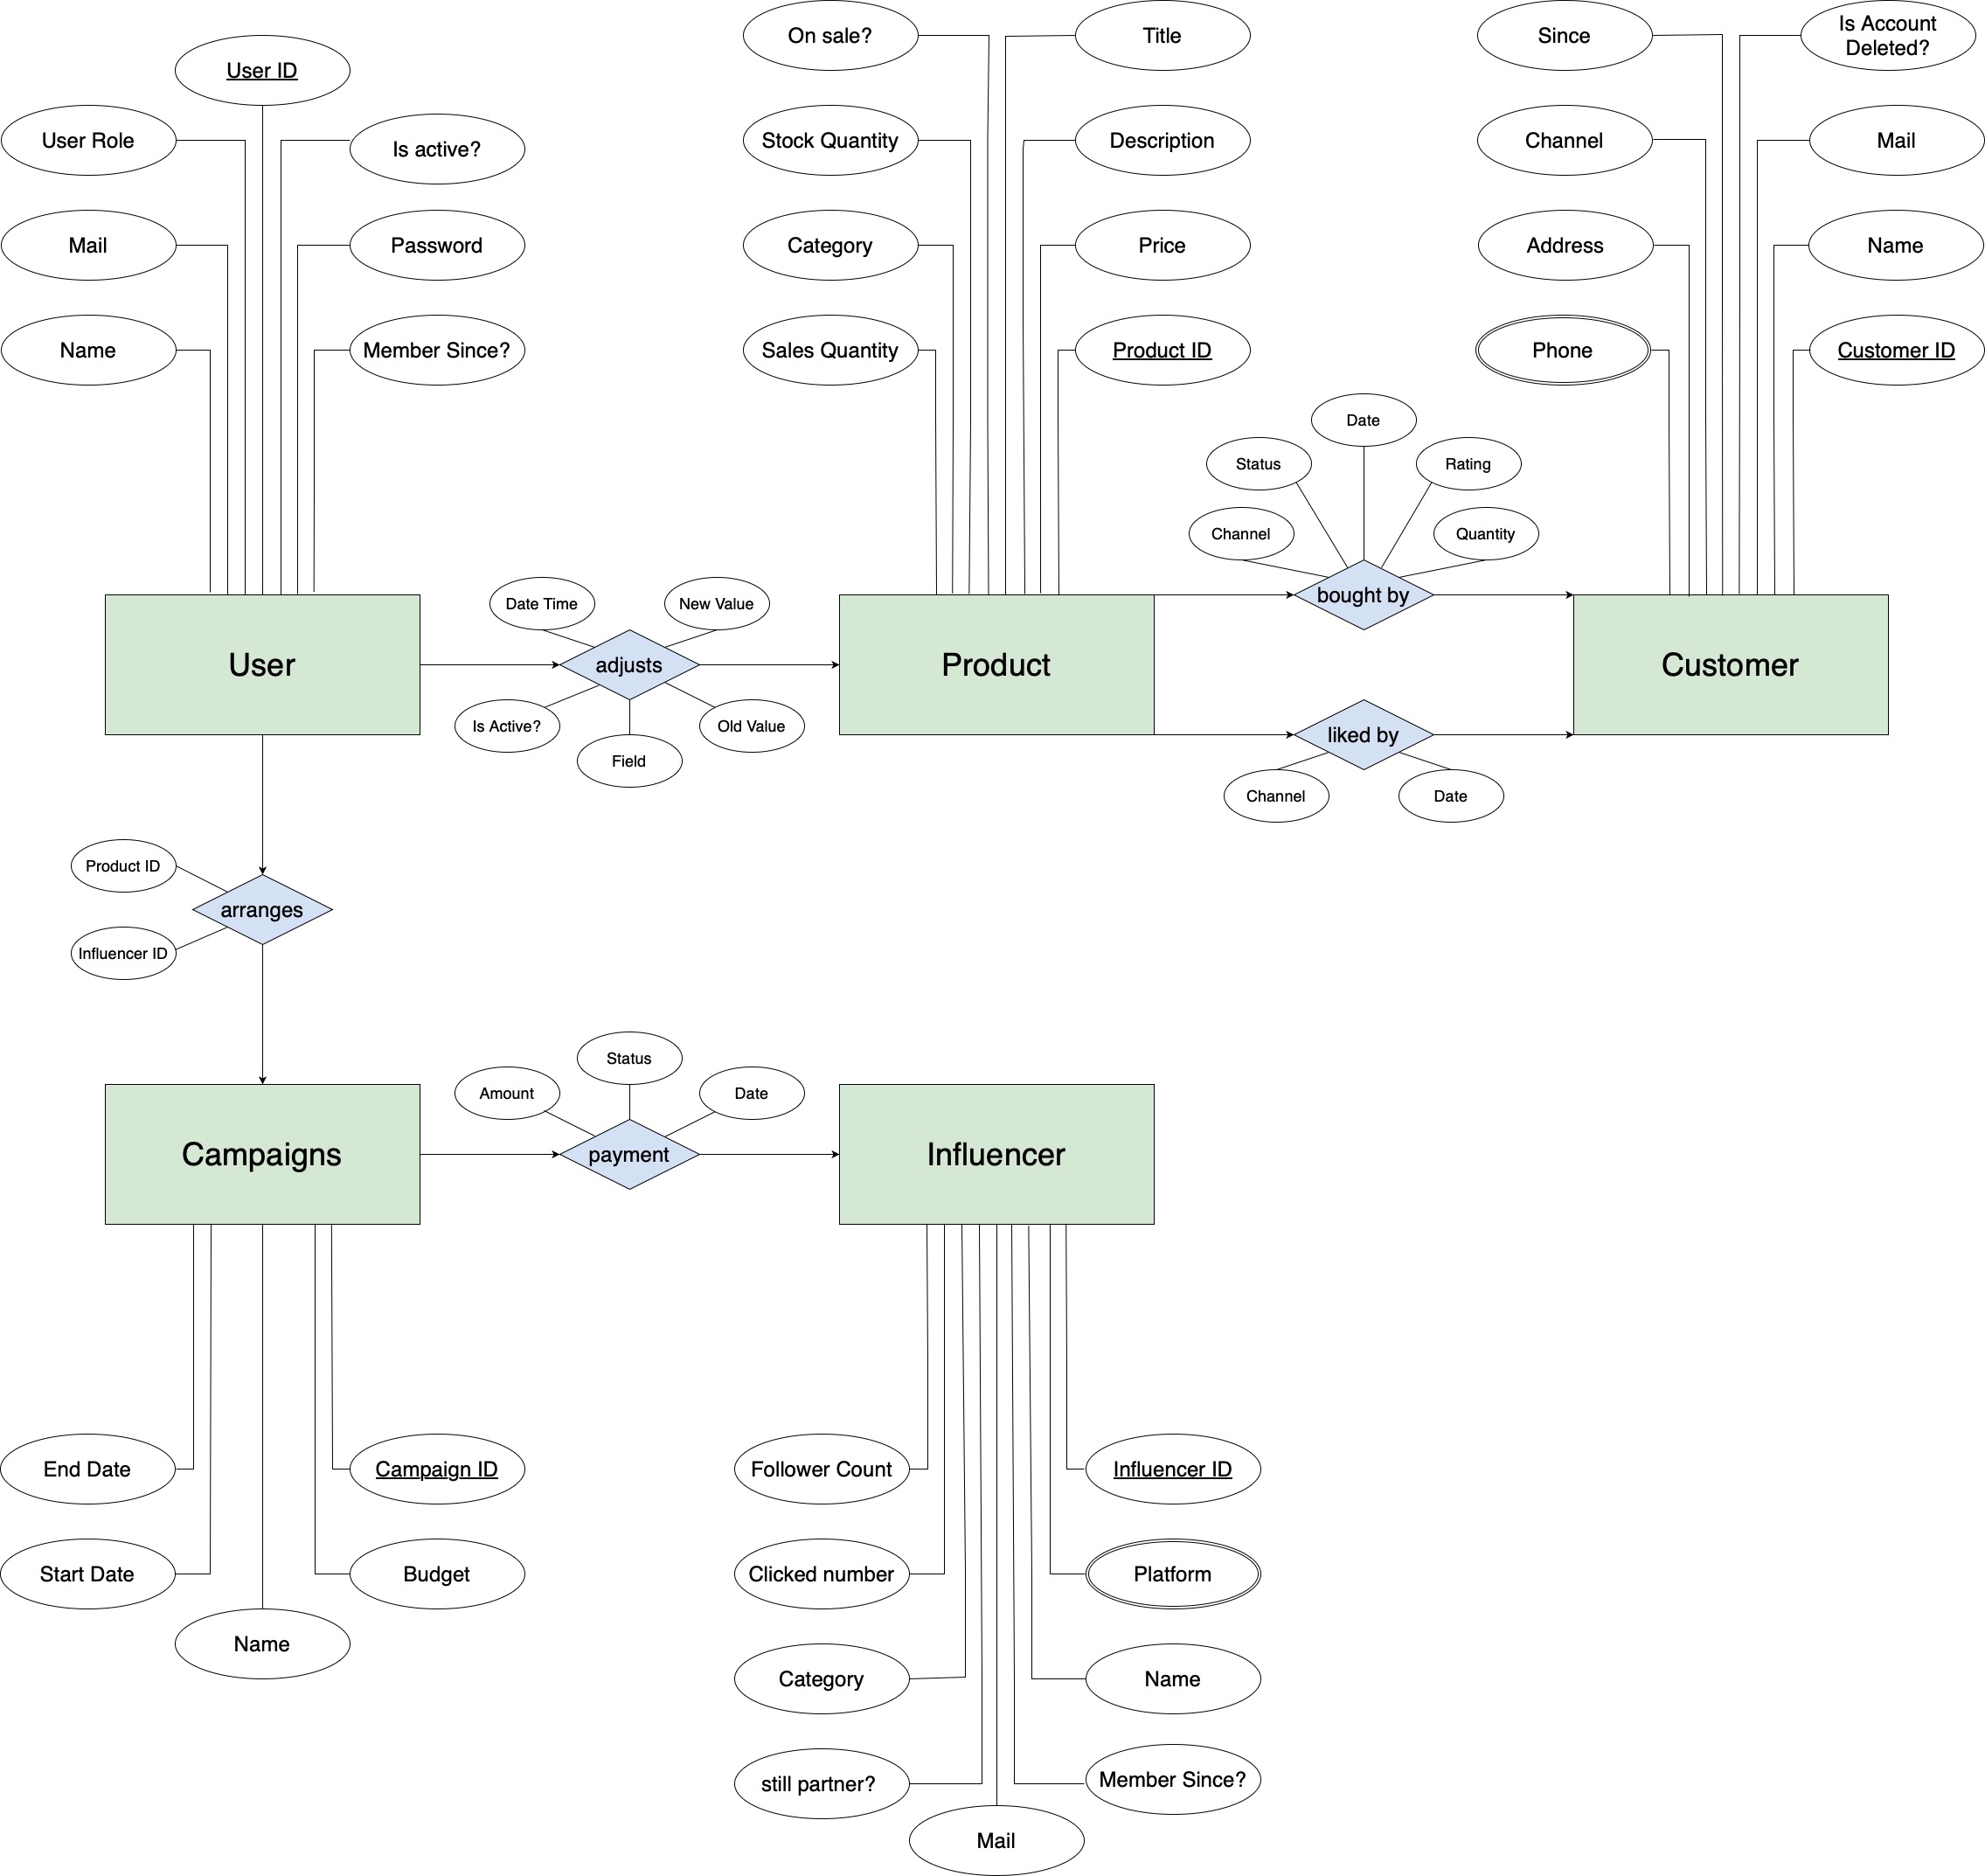 On sale?
Title
Since
Is Account
Deleted?
User ID
User Role
Is active?
Stock Quantity
Description
Channel
Mail
Mail
Password
Category
Price
Address
Name
Name
Member Since?
Sales Quantity
Product ID
Phone
Customer ID
Date
Status
Rating
Channel
Quantity
Date Time
New Value
bought by
User
adjusts
Product
Customer
Is Active?
Old Value
Field
liked by
Channel
Date
Product ID
arranges
Influencer ID
Status
Amount
Date
Campaigns
payment
Influencer
End Date
Campaign ID
Follower Count
Influencer ID
Start Date
Budget
Clicked number
Platform
Name
Category
Name
still partner?
Member Since?
Mail